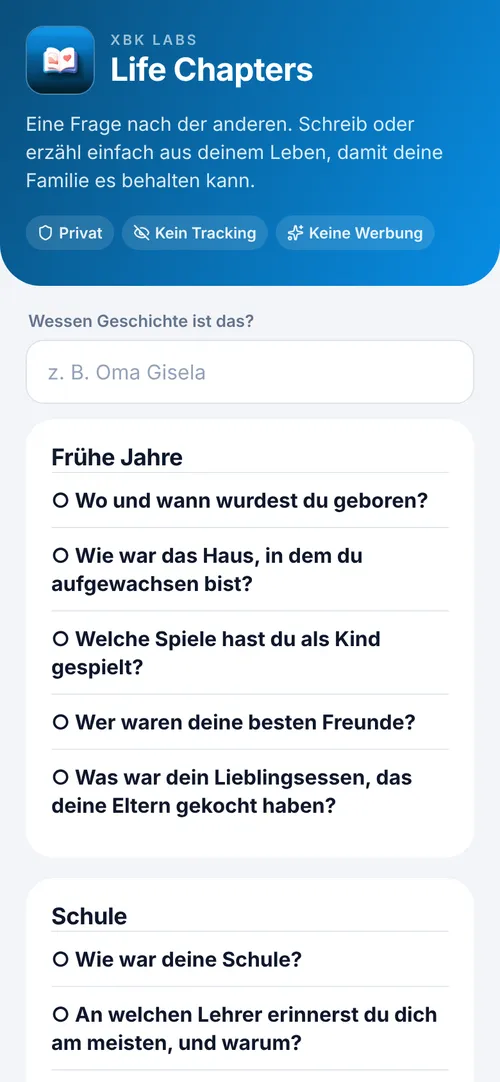 XBK LABS
Life Chapters
Eine Frage nach der anderen. Schreib oder
erzähl einfach aus deinem Leben, damit deine
Familie es behalten kann.
Privat
Kein Tracking
Keine Werbung
Wessen Geschichte ist das?
z. B. Oma Gisela
Frühe Jahre
Wo und wann wurdest du geboren?
Wie war das Haus, in dem du
aufgewachsen bist?
Welche Spiele hast du als Kind
gespielt?
Wer waren deine besten Freunde?
Was war dein Lieblingsessen, das
deine Eltern gekocht haben?
Schule
Wie war deine Schule?
An welchen Lehrer erinnerst du dich
am meisten, und warum?